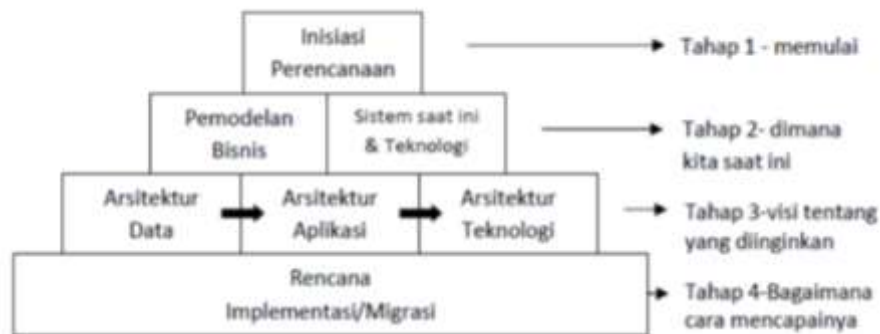 Inisiasi
Perencanaan
Tahap 1 - memulai
Pemodelan
Bisnis
Sistem saat ini
& Teknologi
Tahap 2- dimana
kita saat ini
Arsitektur
Data
Arsitektur
Aplikasi
Arsitektur
Teknologi
Tahap 3-visi tentang
yang diinginkan
Rencana
Implementasi/Migrasi
Tahap 4-Bagaimana
cara mencapainya